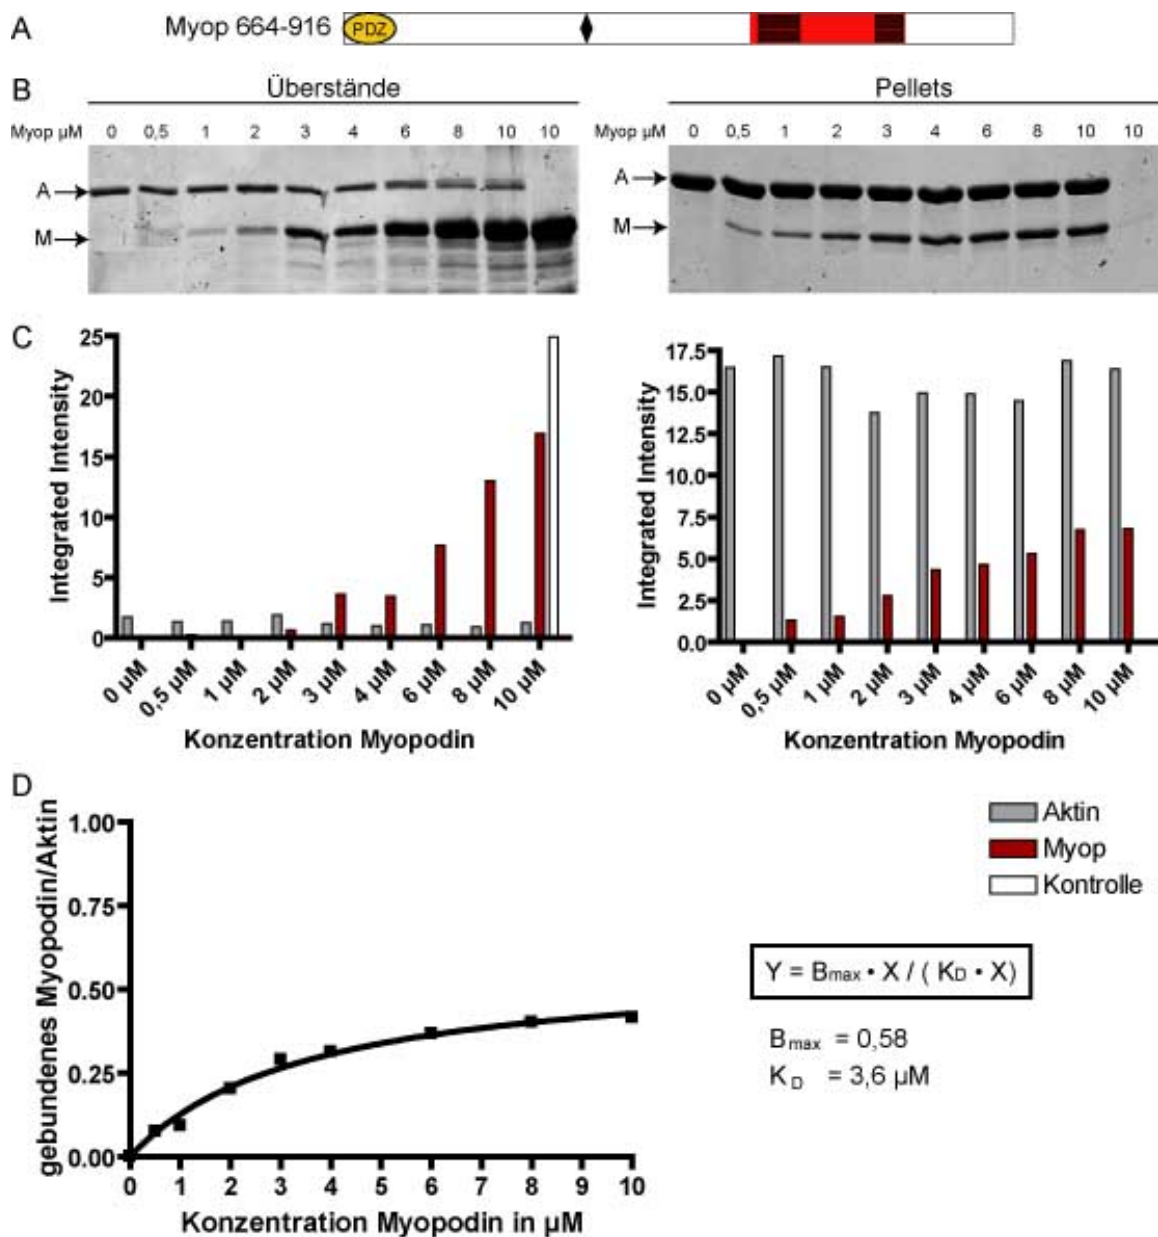 A
Myop 664-916
PDZ
B
Überstände
Myop µM 0 0,5 1 2 3 4 6 8 10 10
A
M
Pellets
Myop µM 0 0,5 1 2 3 4 6 8 10 10
A
M
C
Integrated Intensity
25
20
15
10
5
0
0 µM 0,5 µM 1 µM 2 µM 3 µM 4 µM 6 µM 8 µM 10 µM
Konzentration Myopodin
Integrated Intensity
17.5
15.0
12.5
10.0
7.5
5.0
2.5
0.0
0 µM 0,5 µM 1 µM 2 µM 3 µM 4 µM 6 µM 8 µM 10 µM
Konzentration Myopodin
D
gebundenes Myopodin/Aktin
1.00
0.75
0.50
0.25
0.00
0 1 2 3 4 5 6 7 8 9 10
Konzentration Myopodin in µM
Aktin
Myop
Kontrolle
Y = Bmax • X / ( KD • X)
Bmax = 0,58
KD = 3,6 µM